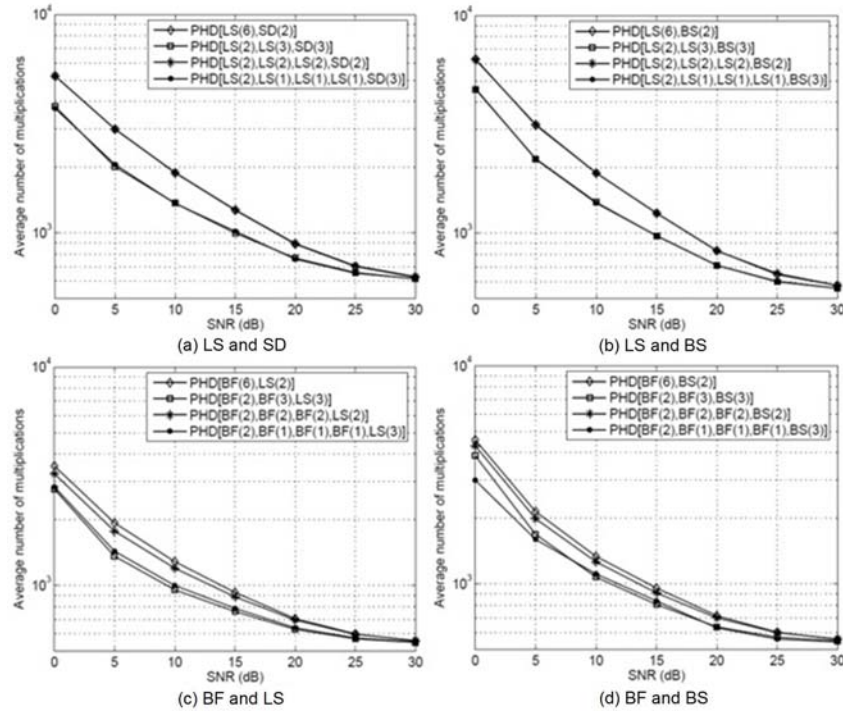 10^4
PHD[LS(6),SD(2)]
PHD[LS(2),LS(3),SD(3)]
PHD[LS(2),LS(2),LS(2),SD(2)]
PHD[LS(2),LS(1),LS(1),LS(1),SD(3)]
Average number of multiplications
10^3
0 5 10 15 20 25 30
SNR (dB)
(a) LS and SD
10^4
PHD[LS(6),BS(2)]
PHD[LS(2),LS(3),BS(3)]
PHD[LS(2),LS(2),LS(2),BS(2)]
PHD[LS(2),LS(1),LS(1),LS(1),BS(3)]
Average number of multiplications
10^3
0 5 10 15 20 25 30
SNR (dB)
(b) LS and BS
10^4
PHD[BF(6),LS(2)]
PHD[BF(2),BF(3),LS(3)]
PHD[BF(2),BF(2),BF(2),LS(2)]
PHD[BF(2),BF(1),BF(1),BF(1),LS(3)]
Average number of multiplications
10^3
0 5 10 15 20 25 30
SNR (dB)
(c) BF and LS
10^4
PHD[BF(6),BS(2)]
PHD[BF(2),BF(3),BS(3)]
PHD[BF(2),BF(2),BF(2),BS(2)]
PHD[BF(2),BF(1),BF(1),BF(1),BS(3)]
Average number of multiplications
10^3
0 5 10 15 20 25 30
SNR (dB)
(d) BF and BS